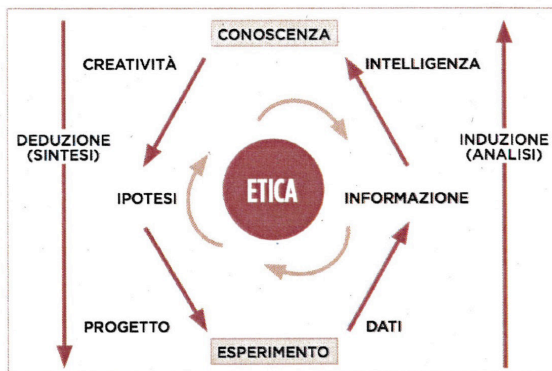 CONOSCENZA
CREATIVITÀ
INTELLIGENZA
DEDUZIONE
(SINTESI)
INDUZIONE
(ANALISI)
IPOTESI
ETICA
INFORMAZIONE
PROGETTO
DATI
ESPERIMENTO